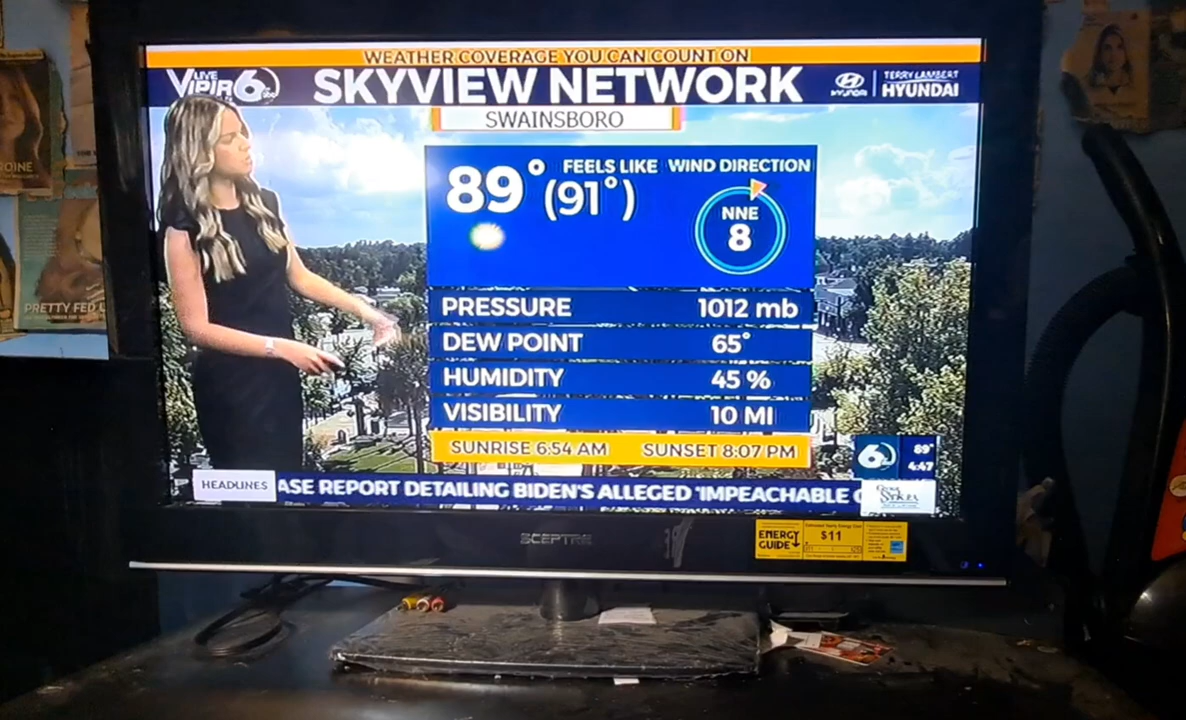 WEATHER COVERAGE YOU CAN COUNT ON
LIVE
VIPIR 6 abc
SKYVIEW NETWORK
HYUNDAI
TERRY LAMBERT
HYUNDAI
SWAINSBORO
89° FEELS LIKE (91°)
WIND DIRECTION
NNE
8
PRESSURE 1012 mb
DEW POINT 65°
HUMIDITY 45 %
VISIBILITY 10 MI
SUNRISE 6:54 AM SUNSET 8:07 PM
6 89°
4:47
HEADLINES ASE REPORT DETAILING BIDEN'S ALLEGED 'IMPEACHABLE
SCEPTRE
ENERGY
GUIDE
$11
PRETTY FED